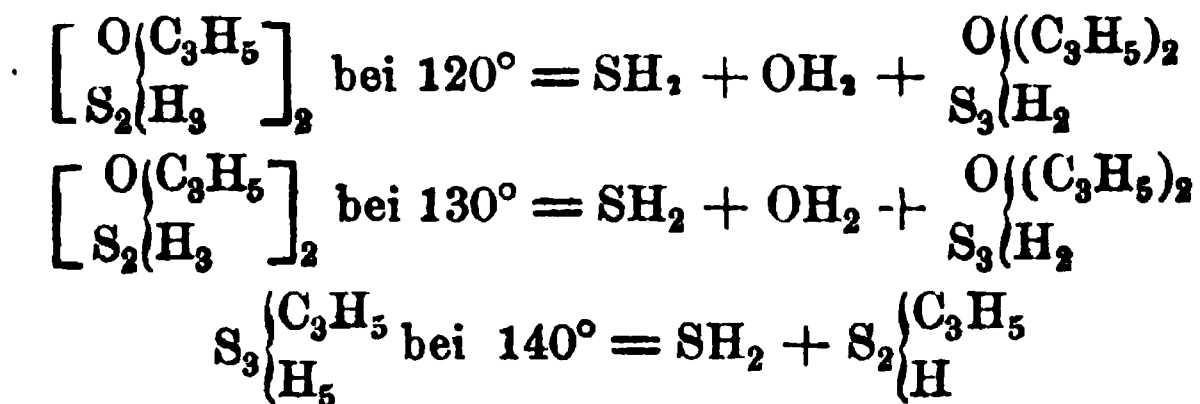 [O S₂ { C₃H₅ H₃]₂ bei 120° = SH₂ + OH₂ + O S₃ { (C₃H₅)₂ H₂
[O S₂ { C₃H₅ H₃]₂ bei 130° = SH₂ + OH₂ + O S₃ { (C₃H₅)₂ H₂
S₃ { C₃H₅ H₅ bei 140° = SH₂ + S₂ { C₃H₅ H